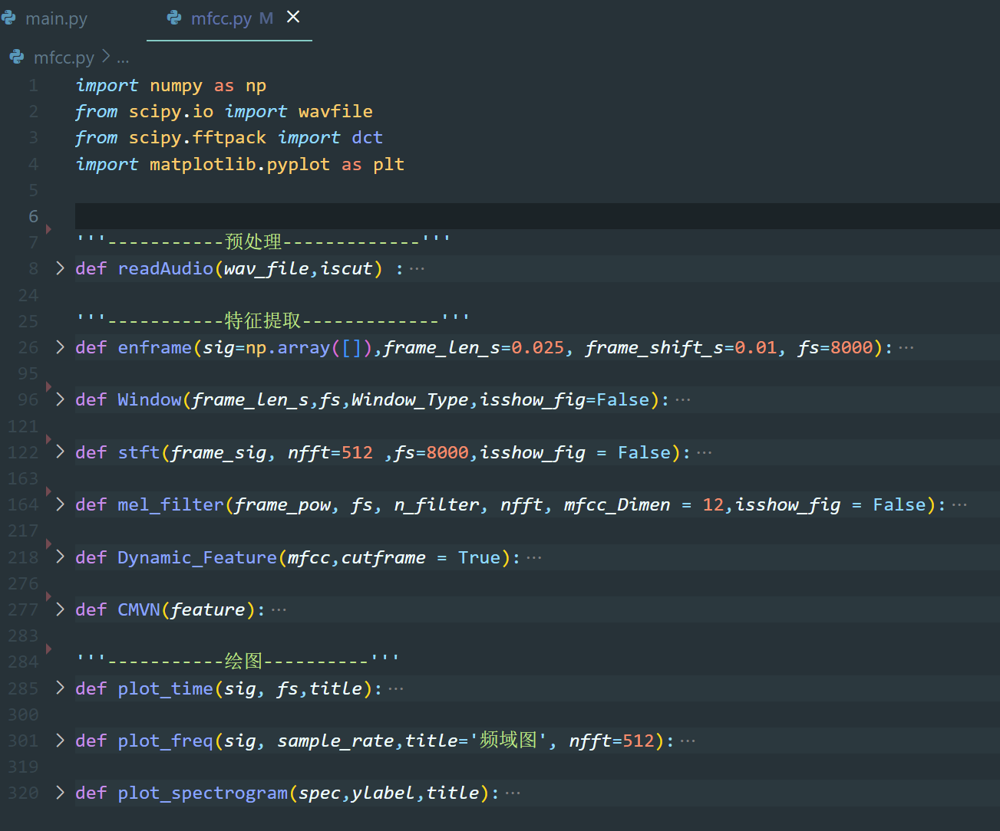 main.py
mfcc.py M
mfcc.py > ...
1 import numpy as np
2 from scipy.io import wavfile
3 from scipy.fftpack import dct
4 import matplotlib.pyplot as plt
5
6
7 '''-----------预处理-------------'''
8 def readAudio(wav_file,iscut) :···
24
25 '''-----------特征提取-------------'''
26 def enframe(sig=np.array([]),frame_len_s=0.025, frame_shift_s=0.01, fs=8000):···
95
96 def Window(frame_len_s,fs,Window_Type,isshow_fig=False):···
121
122 def stft(frame_sig, nfft=512 ,fs=8000,isshow_fig = False):···
163
164 def mel_filter(frame_pow, fs, n_filter, nfft, mfcc_Dimen = 12,isshow_fig = False):···
217
218 def Dynamic_Feature(mfcc,cutframe = True):···
276
277 def CMVN(feature):···
283
284 '''-----------绘图----------'''
285 def plot_time(sig, fs,title):···
300
301 def plot_freq(sig, sample_rate,title='频域图', nfft=512):···
319
320 def plot_spectrogram(spec,ylabel,title):···